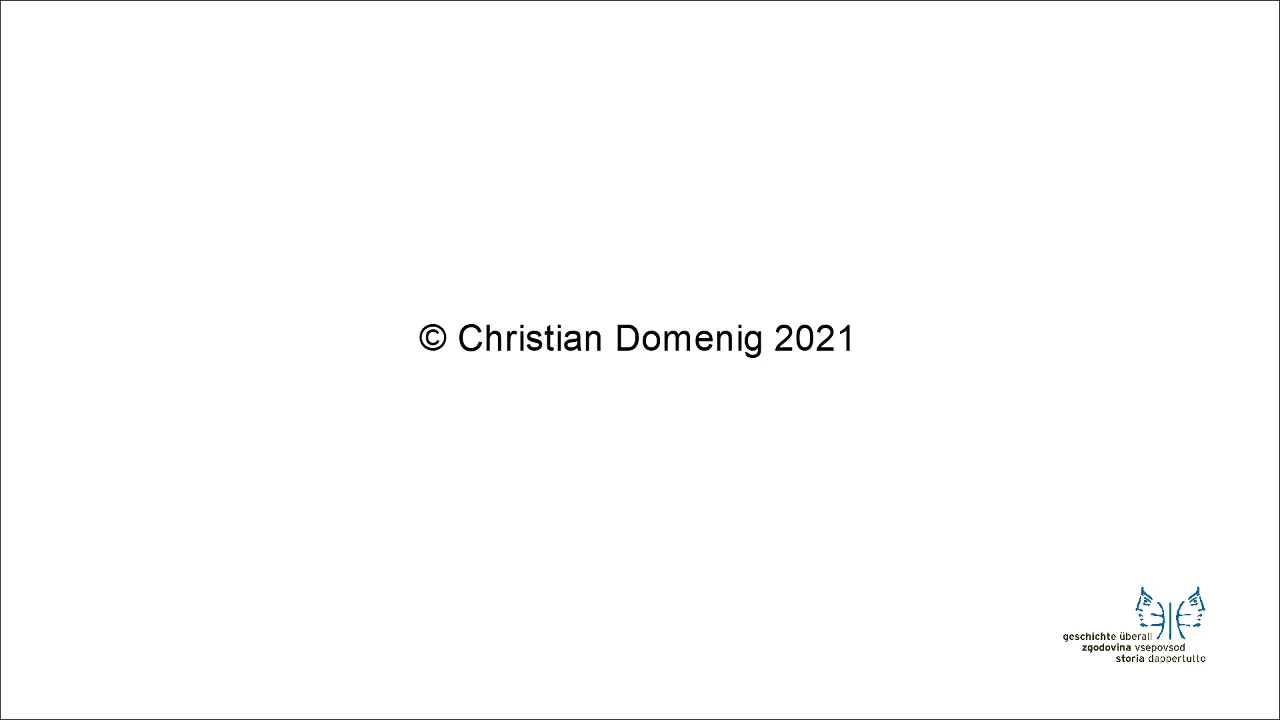 © Christian Domenig 2021
geschichte überall
zgodovina vsepovsod
storia dappertutto